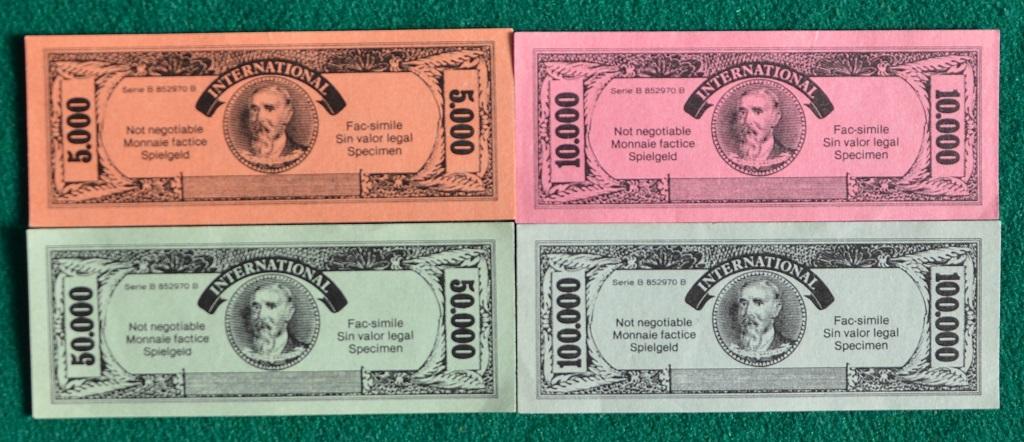 INTERNATIONAL
Serie B 852970 B
5.000
5.000
Not negotiable
Monnaie factice
Spielgeld
Fac-simile
Sin valor legal
Specimen
INTERNATIONAL
Serie B 852970 B
10.000
10.000
Not negotiable
Monnaie factice
Spielgeld
Fac-simile
Sin valor legal
Specimen
INTERNATIONAL
Serie B 852970 B
50.000
50.000
Not negotiable
Monnaie factice
Spielgeld
Fac-simile
Sin valor legal
Specimen
INTERNATIONAL
Serie B 852970 B
100.000
100.000
Not negotiable
Monnaie factice
Spielgeld
Fac-simile
Sin valor legal
Specimen